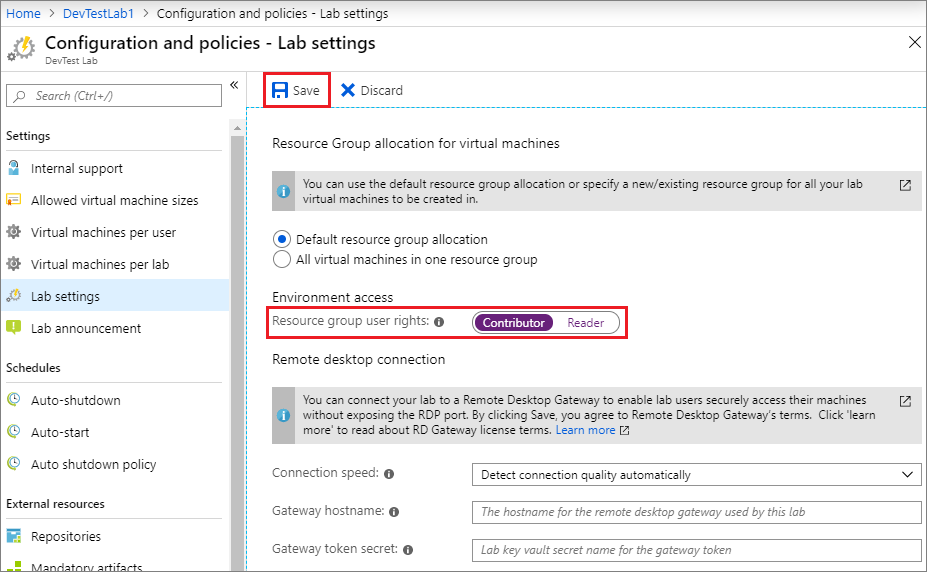 Home > DevTestLab1 > Configuration and policies - Lab settings
Configuration and policies - Lab settings
DevTest Lab
Search (Ctrl+/)
Save
Discard
Settings
Internal support
Allowed virtual machine sizes
Virtual machines per user
Virtual machines per lab
Lab settings
Lab announcement
Schedules
Auto-shutdown
Auto-start
Auto shutdown policy
External resources
Repositories
Mandatory artifacts
Resource Group allocation for virtual machines
You can use the default resource group allocation or specify a new/existing resource group for all your lab
virtual machines to be created in.
Default resource group allocation
All virtual machines in one resource group
Environment access
Resource group user rights:
Contributor
Reader
Remote desktop connection
You can connect your lab to a Remote Desktop Gateway to enable lab users securely access their machines
without exposing the RDP port. By clicking Save, you agree to Remote Desktop Gateway's terms. Click 'learn
more' to read about RD Gateway license terms. Learn more
Connection speed:
Detect connection quality automatically
Gateway hostname:
The hostname for the remote desktop gateway used by this lab
Gateway token secret:
Lab key vault secret name for the gateway token